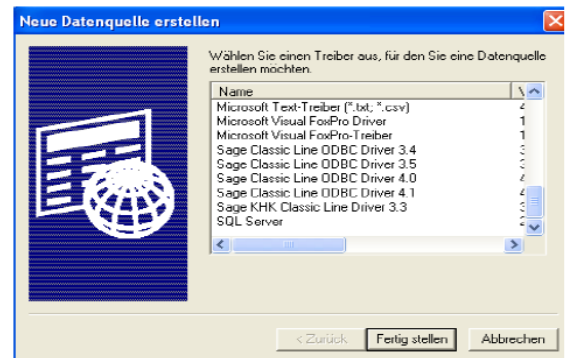 Neue Datenquelle erstellen
Wählen Sie einen Treiber aus, für den Sie eine Datenquelle
erstellen möchten.
Name
Microsoft Text-Treiber (*.txt; *.csv) 4
Microsoft Visual FoxPro Driver 1
Microsoft Visual FoxPro-Treiber 1
Sage Classic Line ODBC Driver 3.4
Sage Classic Line ODBC Driver 3.5
Sage Classic Line ODBC Driver 4.0
Sage Classic Line ODBC Driver 4.1
Sage KHK Classic Line Driver 3.3
SQL Server
< Zurück Fertig stellen Abbrechen